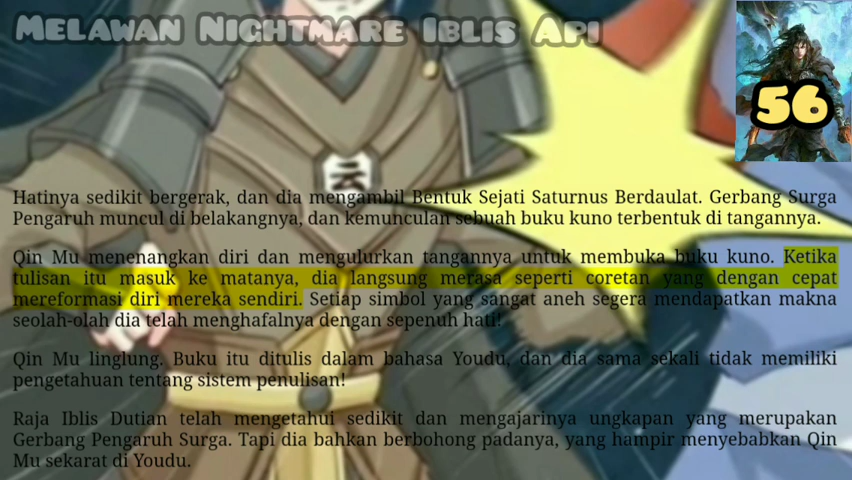 Melawan Nightmare Iblis Api
56
Hatinya sedikit bergerak, dan dia mengambil Bentuk Sejati Saturnus Berdaulat. Gerbang Surga
Pengaruh muncul di belakangnya, dan kemunculan sebuah buku kuno terbentuk di tangannya.
Qin Mu menenangkan diri dan mengulurkan tangannya untuk membuka buku kuno. Ketika
tulisan itu masuk ke matanya, dia langsung merasa seperti coretan yang dengan cepat
mereformasi diri mereka sendiri. Setiap simbol yang sangat aneh segera mendapatkan makna
seolah-olah dia telah menghafalnya dengan sepenuh hati!
Qin Mu linglung. Buku itu ditulis dalam bahasa Youdu, dan dia sama sekali tidak memiliki
pengetahuan tentang sistem penulisan!
Raja Iblis Dutian telah mengetahui sedikit dan mengajarinya ungkapan yang merupakan
Gerbang Pengaruh Surga. Tapi dia bahkan berbohong padanya, yang hampir menyebabkan Qin
Mu sekarat di Youdu.